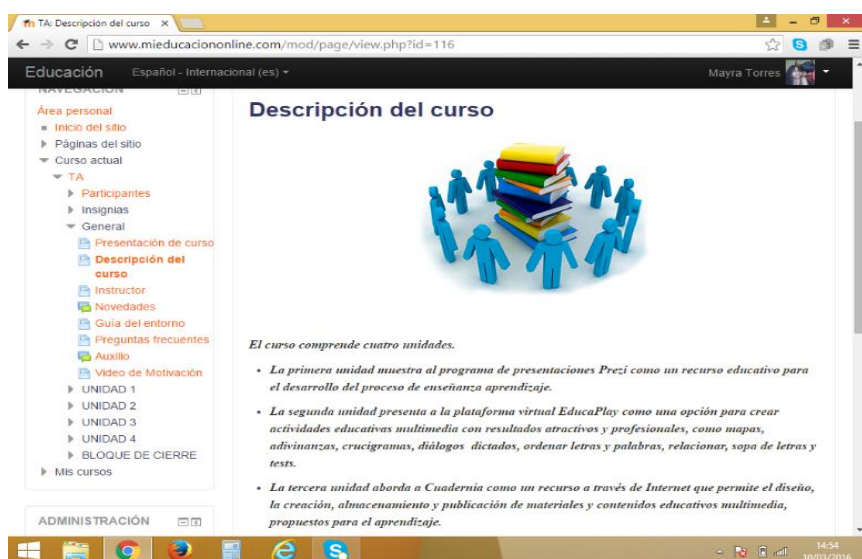 TA: Descripción del curso
www.mieducaciononline.com/mod/page/view.php?id=116
Educación Español - Internacional (es) Mayra Torres
NAVEGACIÓN
Área personal
Inicio del sitio
Páginas del sitio
Curso actual
TA
Participantes
Insignias
General
Presentación de curso
Descripción del
curso
Instructor
Novedades
Guía del entorno
Preguntas frecuentes
Auxilio
Video de Motivación
UNIDAD 1
UNIDAD 2
UNIDAD 3
UNIDAD 4
BLOQUE DE CIERRE
Mis cursos
ADMINISTRACIÓN
Descripción del curso
El curso comprende cuatro unidades.
La primera unidad muestra al programa de presentaciones Prezi como un recurso educativo para
el desarrollo del proceso de enseñanza aprendizaje.
La segunda unidad presenta a la plataforma virtual EducaPlay como una opción para crear
actividades educativas multimedia con resultados atractivos y profesionales, como mapas,
adivinanzas, crucigramas, diálogos dictados, ordenar letras y palabras, relacionar, sopa de letras y
tests.
La tercera unidad aborda a Cuadernia como un recurso a través de Internet que permite el diseño,
la creación, almacenamiento y publicación de materiales y contenidos educativos multimedia,
propuestos para el aprendizaje.
14:54
10/03/2016